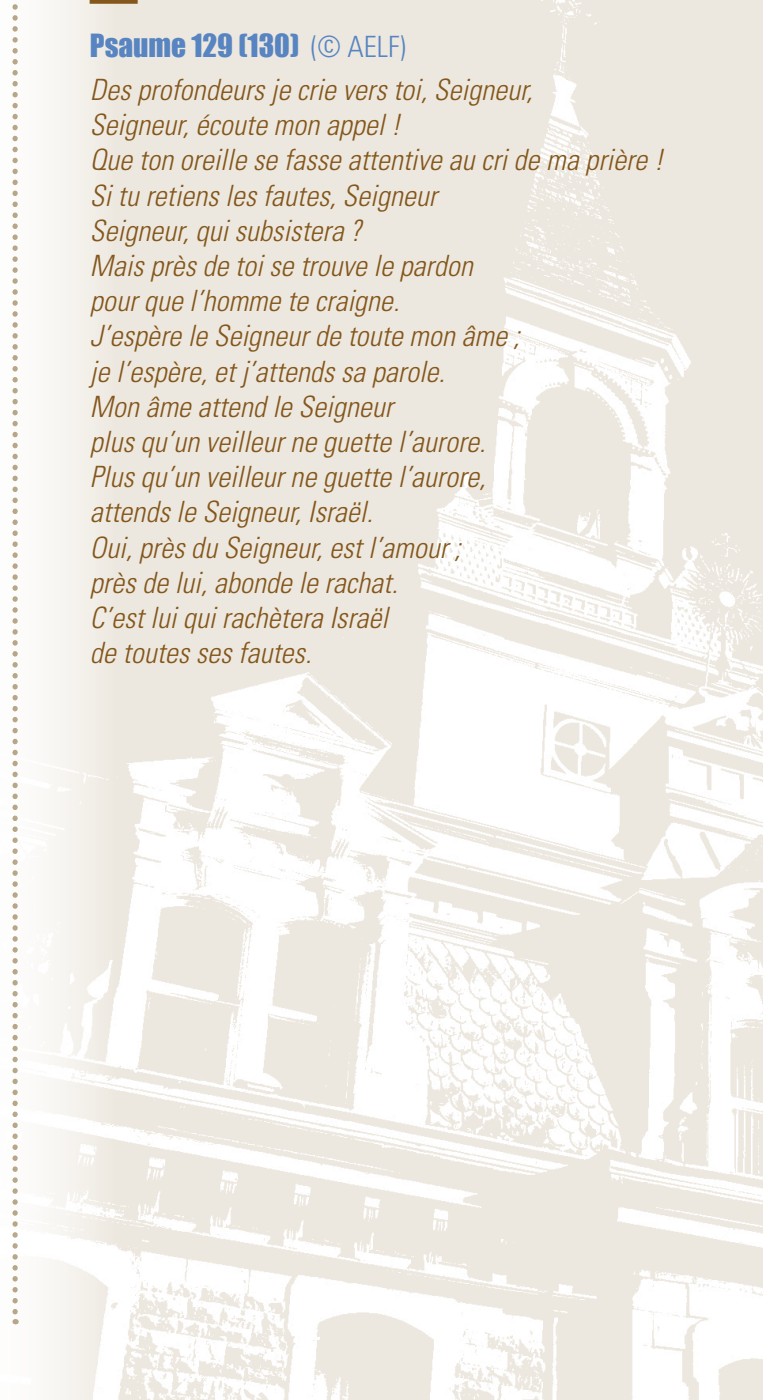 Psaume 129 (130) (© AELF)
Des profondeurs je crie vers toi, Seigneur,
Seigneur, écoute mon appel !
Que ton oreille se fasse attentive au cri de ma prière !
Si tu retiens les fautes, Seigneur
Seigneur, qui subsistera ?
Mais près de toi se trouve le pardon
pour que l’homme te craigne.
J’espère le Seigneur de toute mon âme ;
je l’espère, et j’attends sa parole.
Mon âme attend le Seigneur
plus qu’un veilleur ne guette l’aurore.
Plus qu’un veilleur ne guette l’aurore,
attends le Seigneur, Israël.
Oui, près du Seigneur, est l’amour ;
près de lui, abonde le rachat.
C’est lui qui rachètera Israël
de toutes ses fautes.